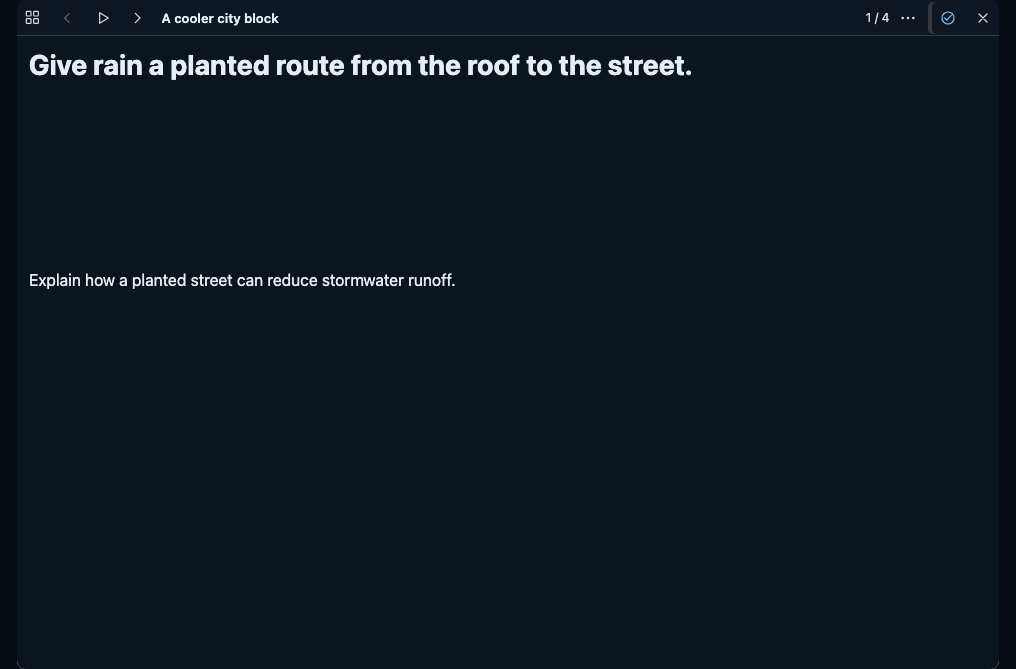 A cooler city block
1 / 4
Give rain a planted route from the roof to the street.
Explain how a planted street can reduce stormwater runoff.